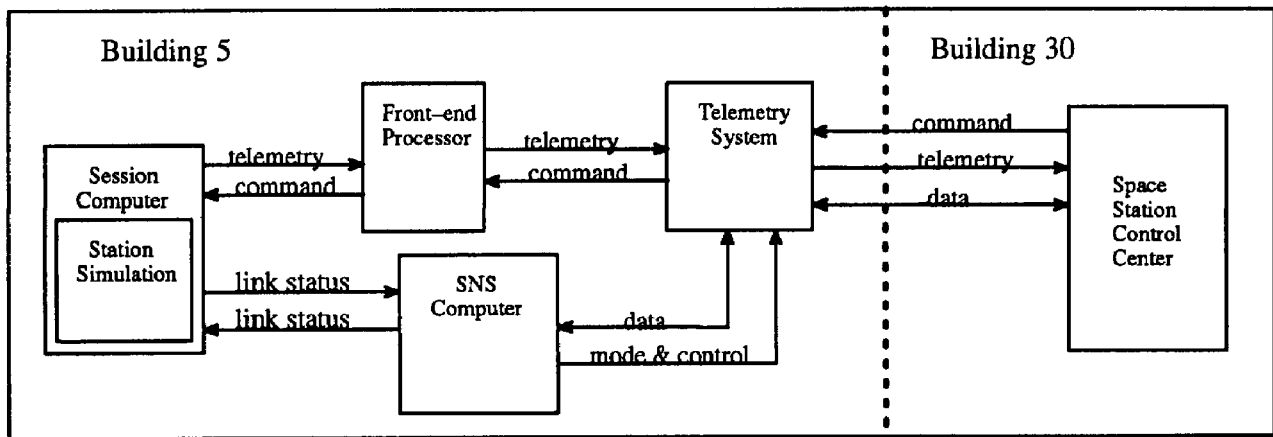 Building 5
Building 30
Front-end
Processor
Telemetry
System
command
telemetry
telemetry
telemetry
command
command
data
Session
Computer
Station
Simulation
Space
Station
Control
Center
link status
link status
SNS
Computer
data
mode & control